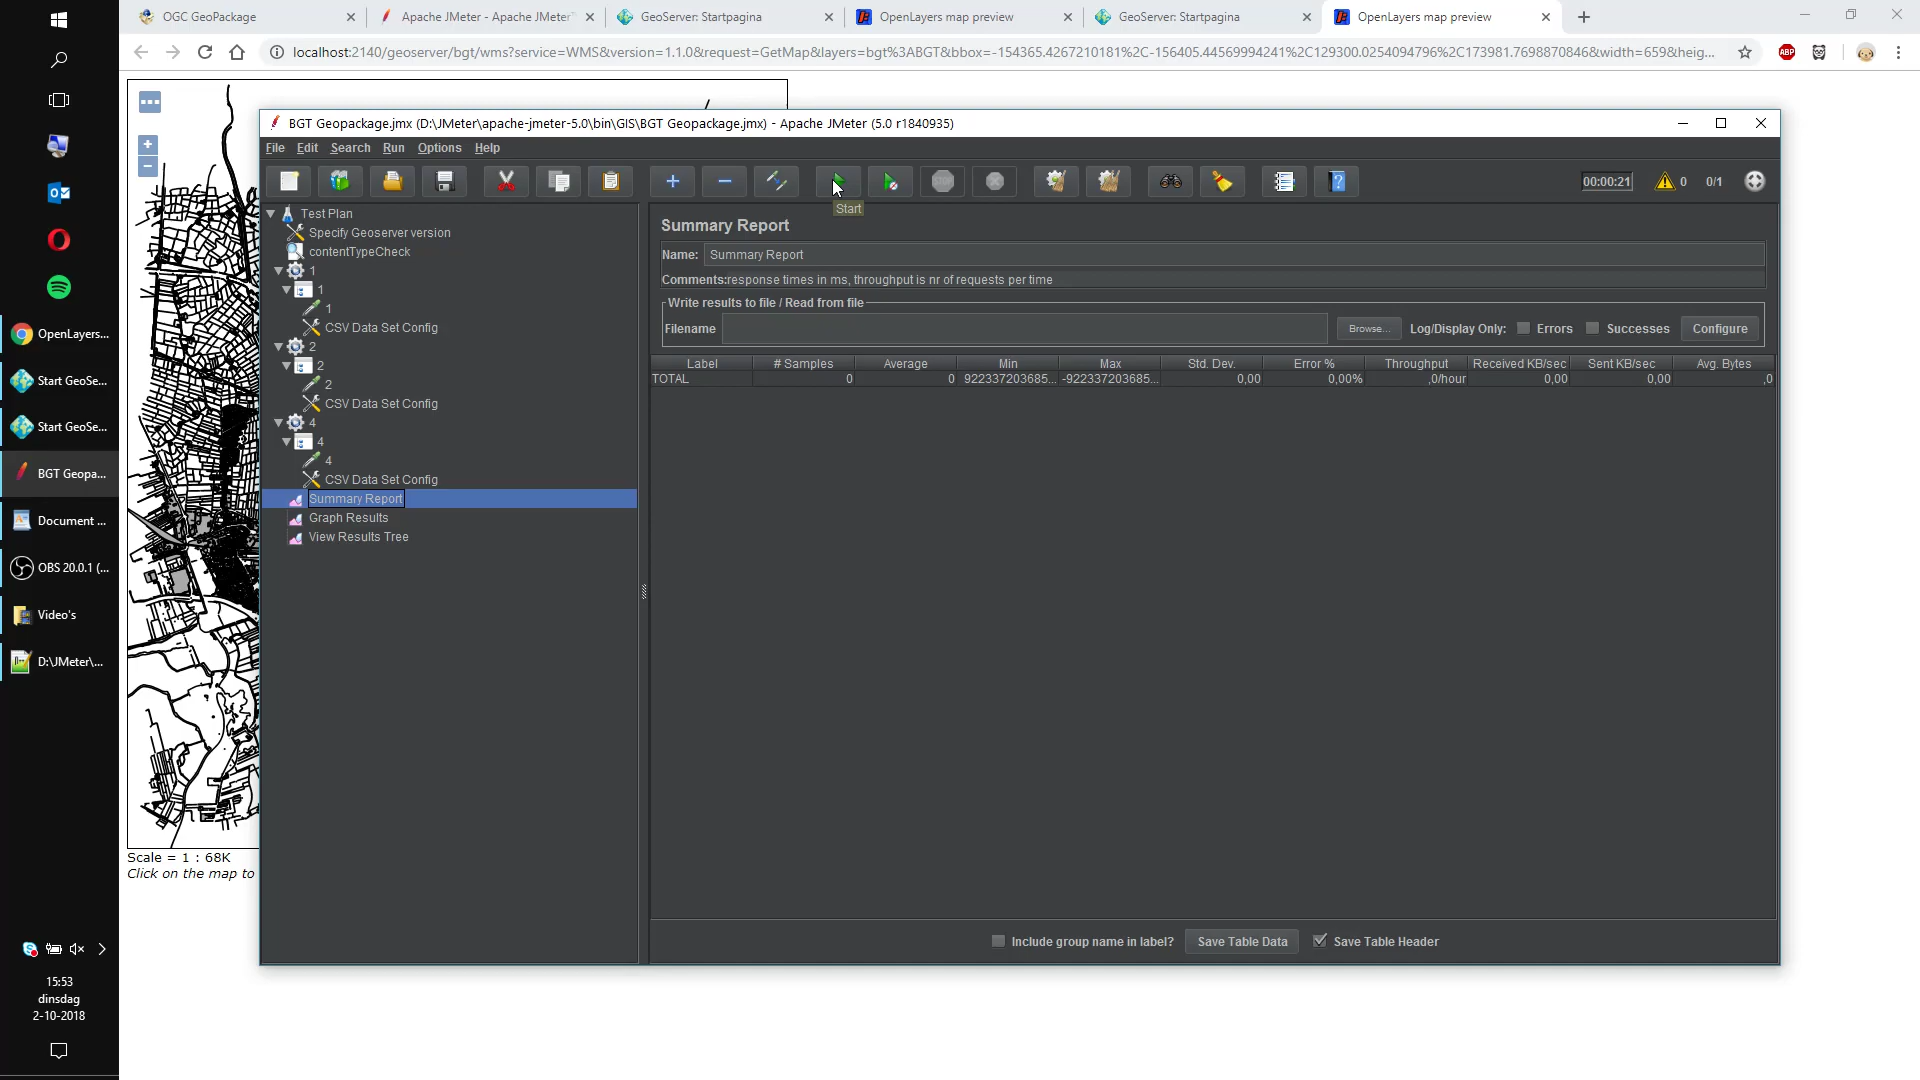 OGC GeoPackage
Apache JMeter - Apache JMeter™
GeoServer: Startpagina
OpenLayers map preview
GeoServer: Startpagina
OpenLayers map preview
localhost:2140/geoserver/bgt/wms?service=WMS&version=1.1.0&request=GetMap&layers=bgt%3ABGT&bbox=-154365.4267210181%2C-156405.44569994241%2C129300.0254094796%2C173981.7698870846&width=659&heig...
ABP
BGT Geopackage.jmx (D:\JMeter\apache-jmeter-5.0\bin\GIS\BGT Geopackage.jmx) - Apache JMeter (5.0 r1840935)
File Edit Search Run Options Help
00:00:21 0 0/1
Start
Test Plan
Specify Geoserver version
contentTypeCheck
1
1
1
CSV Data Set Config
2
2
2
CSV Data Set Config
4
4
4
CSV Data Set Config
Summary Report
Graph Results
View Results Tree
Summary Report
Name: Summary Report
Comments:response times in ms, throughput is nr of requests per time
Write results to file / Read from file
Filename Browse... Log/Display Only: Errors Successes Configure
Label # Samples Average Min Max Std. Dev. Error % Throughput Received KB/sec Sent KB/sec Avg. Bytes
TOTAL 0 0 922337203685... -922337203685... 0,00 0,00% ,0/hour 0,00 0,00 ,0
Include group name in label? Save Table Data Save Table Header
OpenLayers...
Start GeoSe...
Start GeoSe...
BGT Geopa...
Document ...
OBS 20.0.1 (...
Video's
D:\JMeter\...
15:53
dinsdag
2-10-2018
Scale = 1 : 68K
Click on the map to